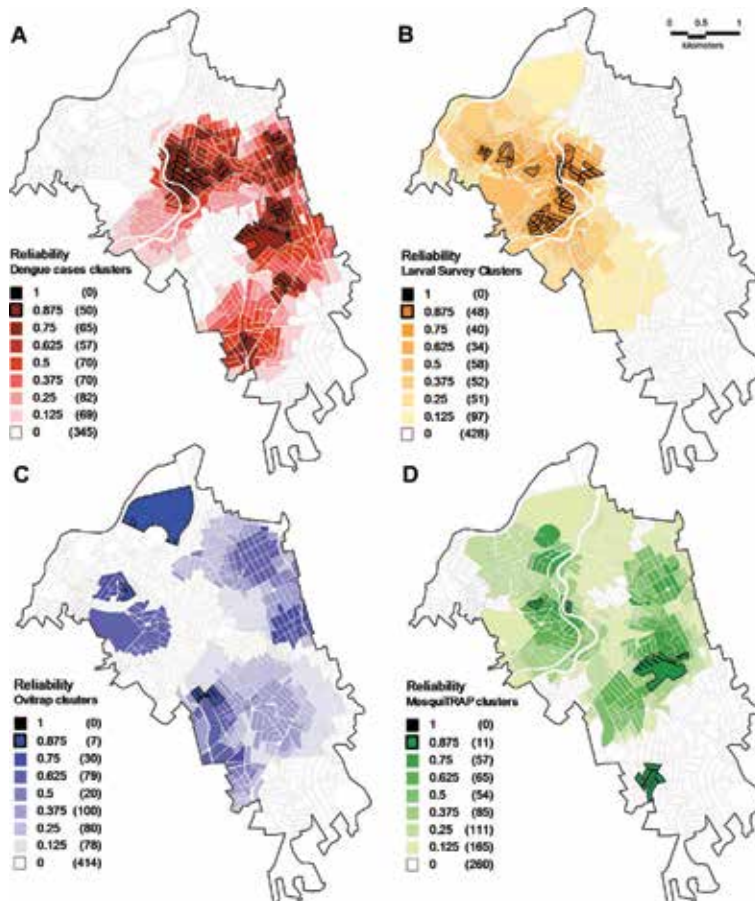 A
B
0 0.5 1
kilometers
Reliability
Dengue cases clusters
1 (0)
0.875 (50)
0.75 (65)
0.625 (57)
0.5 (70)
0.375 (70)
0.25 (82)
0.125 (69)
0 (345)
Reliability
Larval Survey Clusters
1 (0)
0.875 (48)
0.75 (40)
0.625 (34)
0.5 (58)
0.375 (52)
0.25 (51)
0.125 (97)
0 (428)
C
D
Reliability
Ovitrap clusters
1 (0)
0.875 (7)
0.75 (30)
0.625 (79)
0.5 (20)
0.375 (100)
0.25 (80)
0.125 (78)
0 (414)
Reliability
MosquiTRAP clusters
1 (0)
0.875 (11)
0.75 (57)
0.625 (65)
0.5 (54)
0.375 (85)
0.25 (111)
0.125 (165)
0 (260)